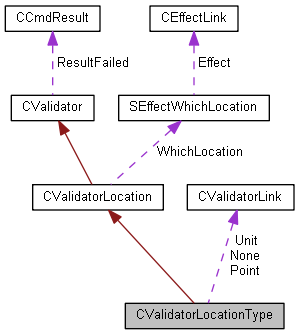 CCmdResult
CEffectLink
ResultFailed
Effect
CValidator
SEffectWhichLocation
WhichLocation
CValidatorLocation
CValidatorLink
Unit
None
Point
CValidatorLocationType